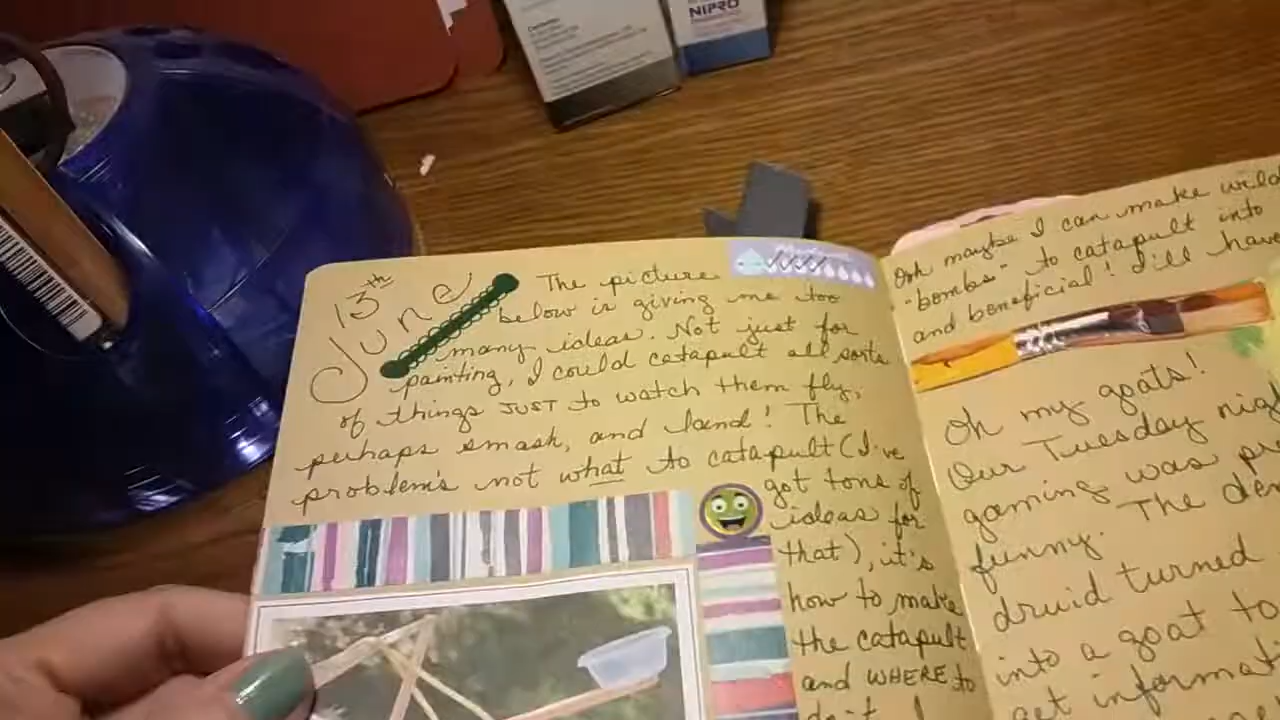 NIPRO
13th
June
The picture
below is giving me too
many ideas. Not just for
painting, I could catapult all sorts
of things JUST to watch them fly,
perhaps smash, and land! The
problem's not what to catapult (I've
got tons of
ideas for
that), it's
how to make
the catapult
and WHERE to
do it. I
Ooh maybe I can make wild
"bombs" to catapult into
and beneficial! I'll have
Oh my goats!
Our Tuesday nig
gaming was pr
funny. The den
druid turned
into a goat to
get informat